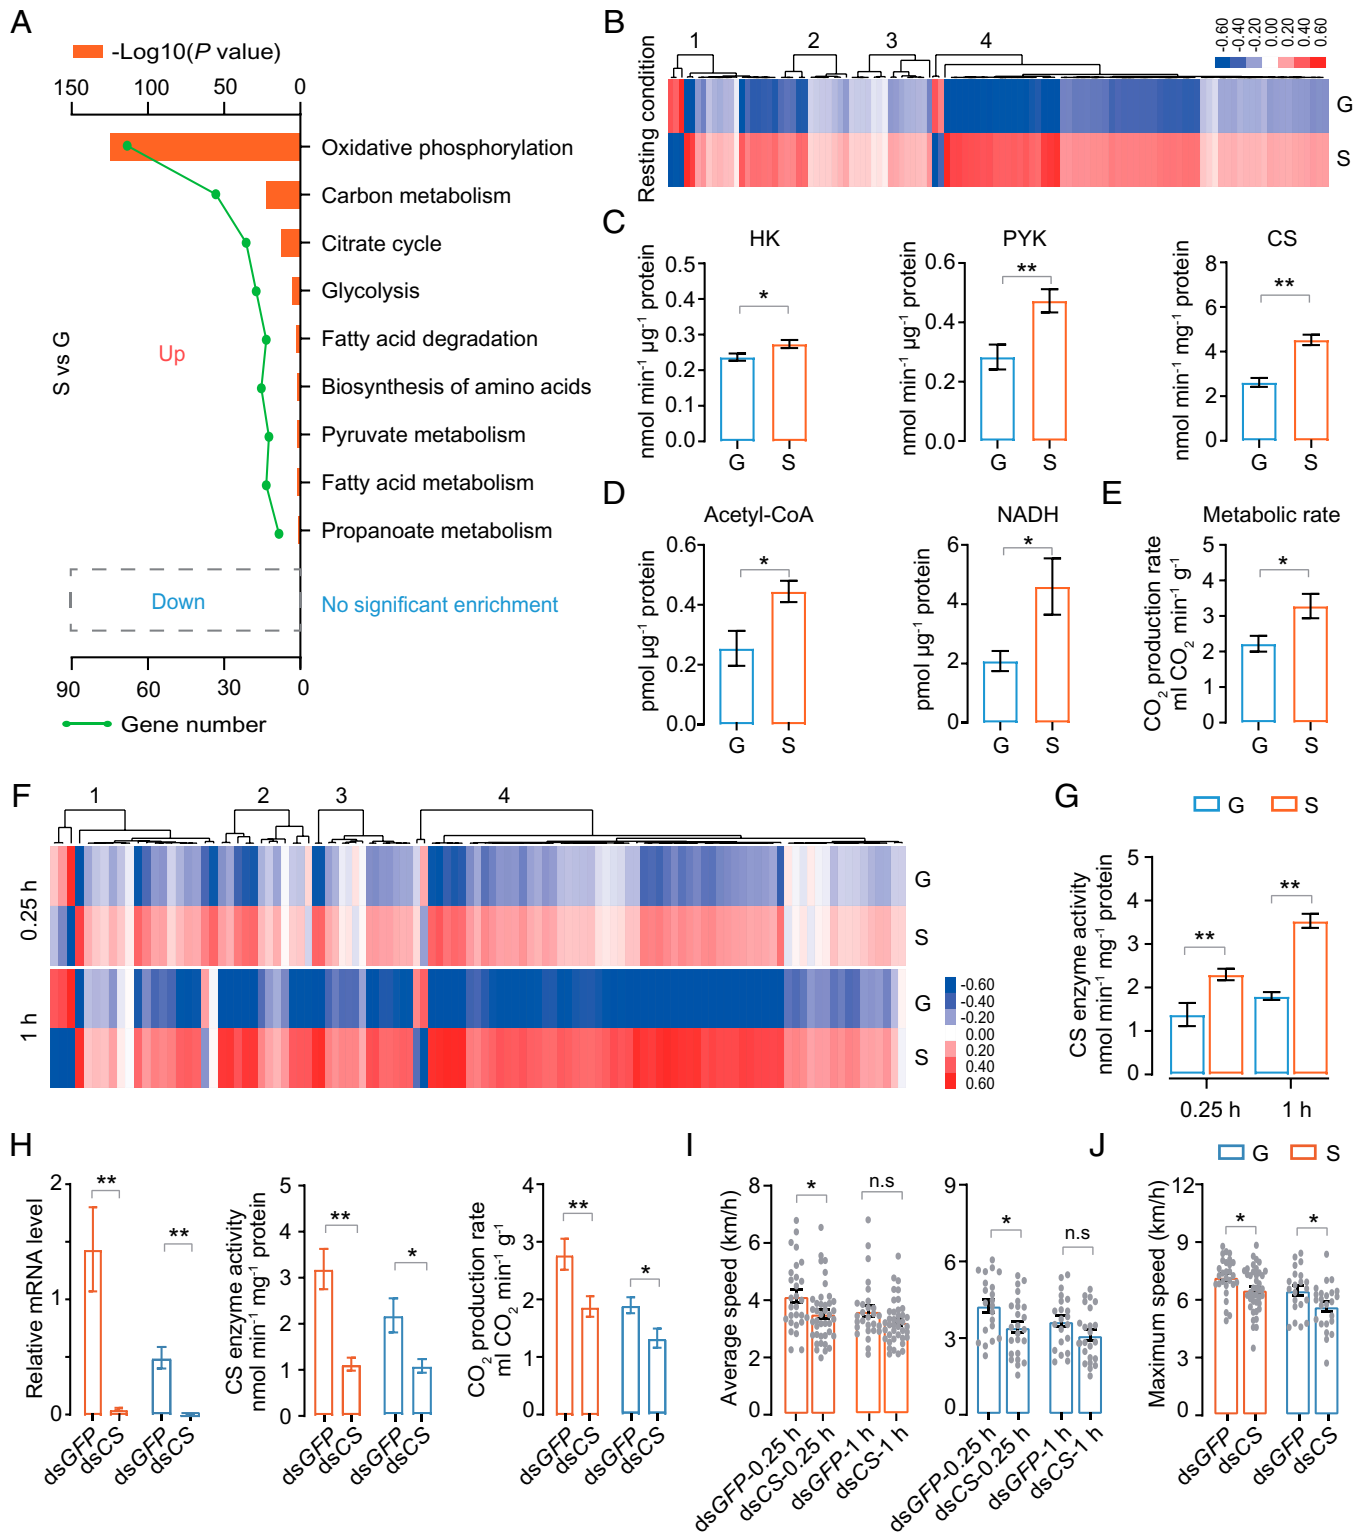 A
-Log10(P value)
150 100 50 0
Oxidative phosphorylation
Carbon metabolism
Citrate cycle
Glycolysis
Fatty acid degradation
Biosynthesis of amino acids
Pyruvate metabolism
Fatty acid metabolism
Propanoate metabolism
S vs G
Up
Down
No significant enrichment
90 60 30 0
Gene number
B
Resting condition
1 2 3 4
-0.60 -0.40 -0.20 0.00 0.20 0.40 0.60
G
S
C
HK
nmol min⁻¹ µg⁻¹ protein
0.5
0.4
0.3
0.2
0.1
0.0
*
G S
PYK
nmol min⁻¹ µg⁻¹ protein
0.6
0.4
0.2
0.0
**
G S
CS
nmol min⁻¹ mg⁻¹ protein
8
6
4
2
0
**
G S
D
Acetyl-CoA
pmol µg⁻¹ protein
0.6
0.4
0.2
0.0
*
G S
NADH
pmol µg⁻¹ protein
6
4
2
0
*
G S
E
Metabolic rate
CO₂ production rate
ml CO₂ min⁻¹ g⁻¹
5
4
3
2
1
0
*
G S
F
1 2 3 4
0.25 h
G
S
1 h
G
S
-0.60
-0.40
-0.20
0.00
0.20
0.40
0.60
G
G S
CS enzyme activity
nmol min⁻¹ mg⁻¹ protein
5
4
3
2
1
0
** **
0.25 h 1 h
H
Relative mRNA level
2
1
0
** **
dsGFP dsCS dsGFP dsCS
CS enzyme activity
nmol min⁻¹ mg⁻¹ protein
5
4
3
2
1
0
** *
dsGFP dsCS dsGFP dsCS
CO₂ production rate
ml CO₂ min⁻¹ g⁻¹
4
3
2
1
0
** *
dsGFP dsCS dsGFP dsCS
I
Average speed (km/h)
8
6
4
2
0
* n.s
dsGFP-0.25 h dsCS-0.25 h dsGFP-1 h dsCS-1 h
9
6
3
0
* n.s
dsGFP-0.25 h dsCS-0.25 h dsGFP-1 h dsCS-1 h
J
G S
Maximum speed (km/h)
12
9
6
3
0
* *
dsGFP dsCS dsGFP dsCS